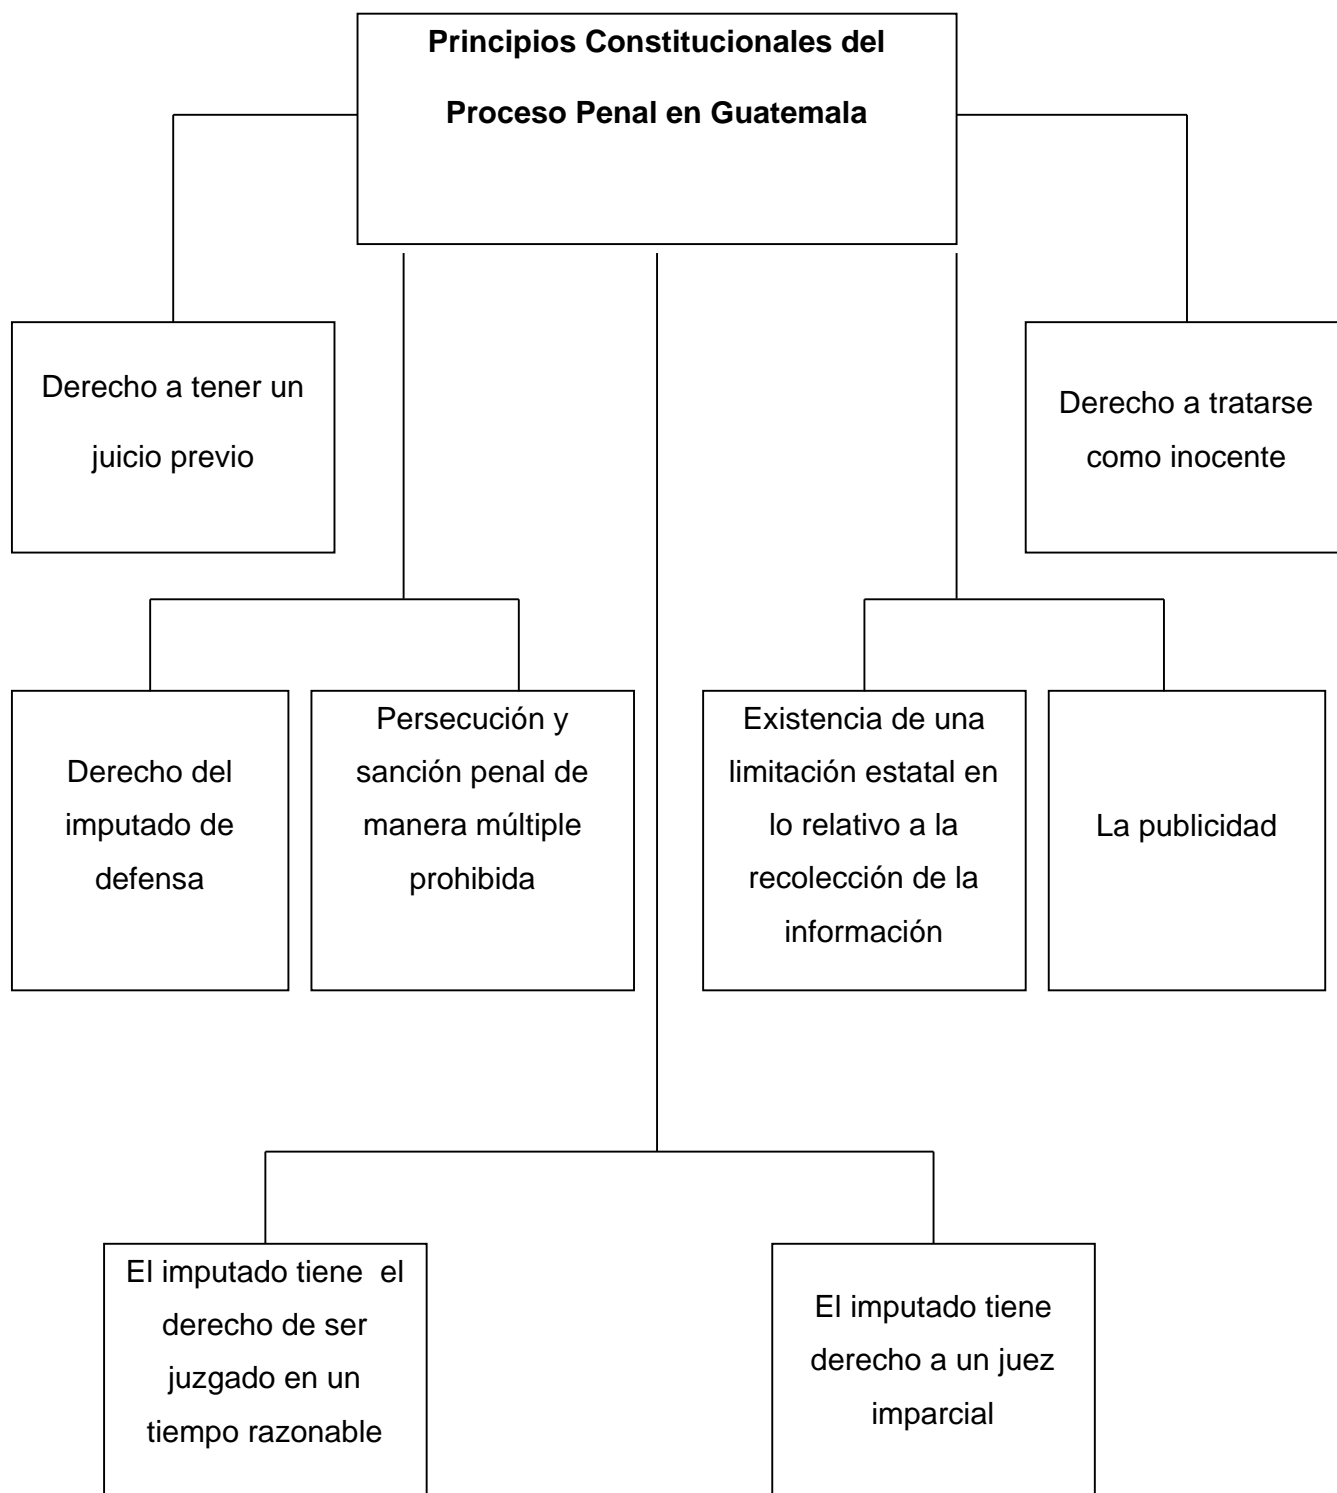 Principios Constitucionales del
Proceso Penal en Guatemala
Derecho a tener un
juicio previo
Derecho a tratarse
como inocente
Derecho del
imputado de
defensa
Persecución y
sanción penal de
manera múltiple
prohibida
Existencia de una
limitación estatal en
lo relativo a la
recolección de la
información
La publicidad
El imputado tiene  el
derecho de ser
juzgado en un
tiempo razonable
El imputado tiene
derecho a un juez
imparcial